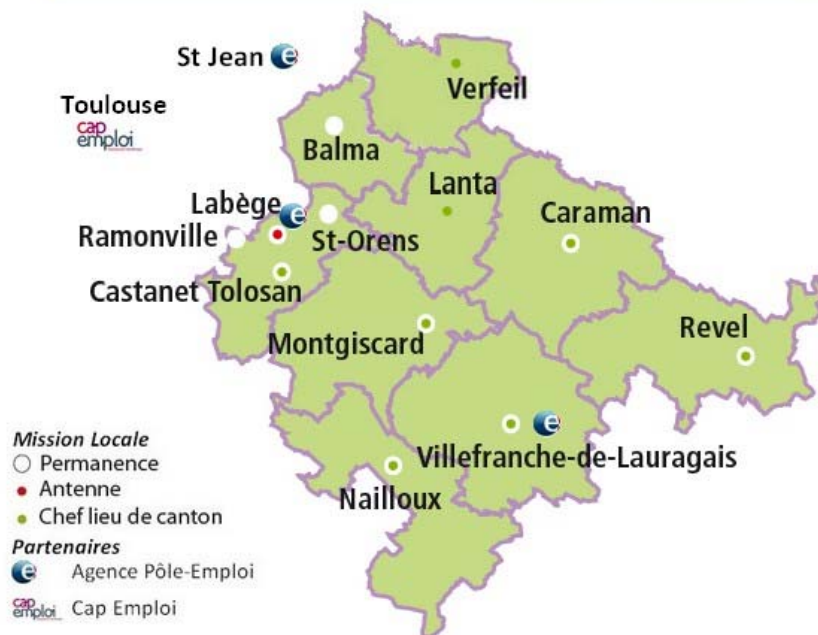 St Jean
Verfeil
Toulouse
cap
emploi
Balma
Lanta
Labège
Caraman
Ramonville
St-Orens
Castanet Tolosan
Revel
Montgiscard
Mission Locale
Permanence
Villefranche-de-Lauragais
Antenne
Nailloux
Chef lieu de canton
Partenaires
Agence Pôle-Emploi
cap
emploi
Cap Emploi